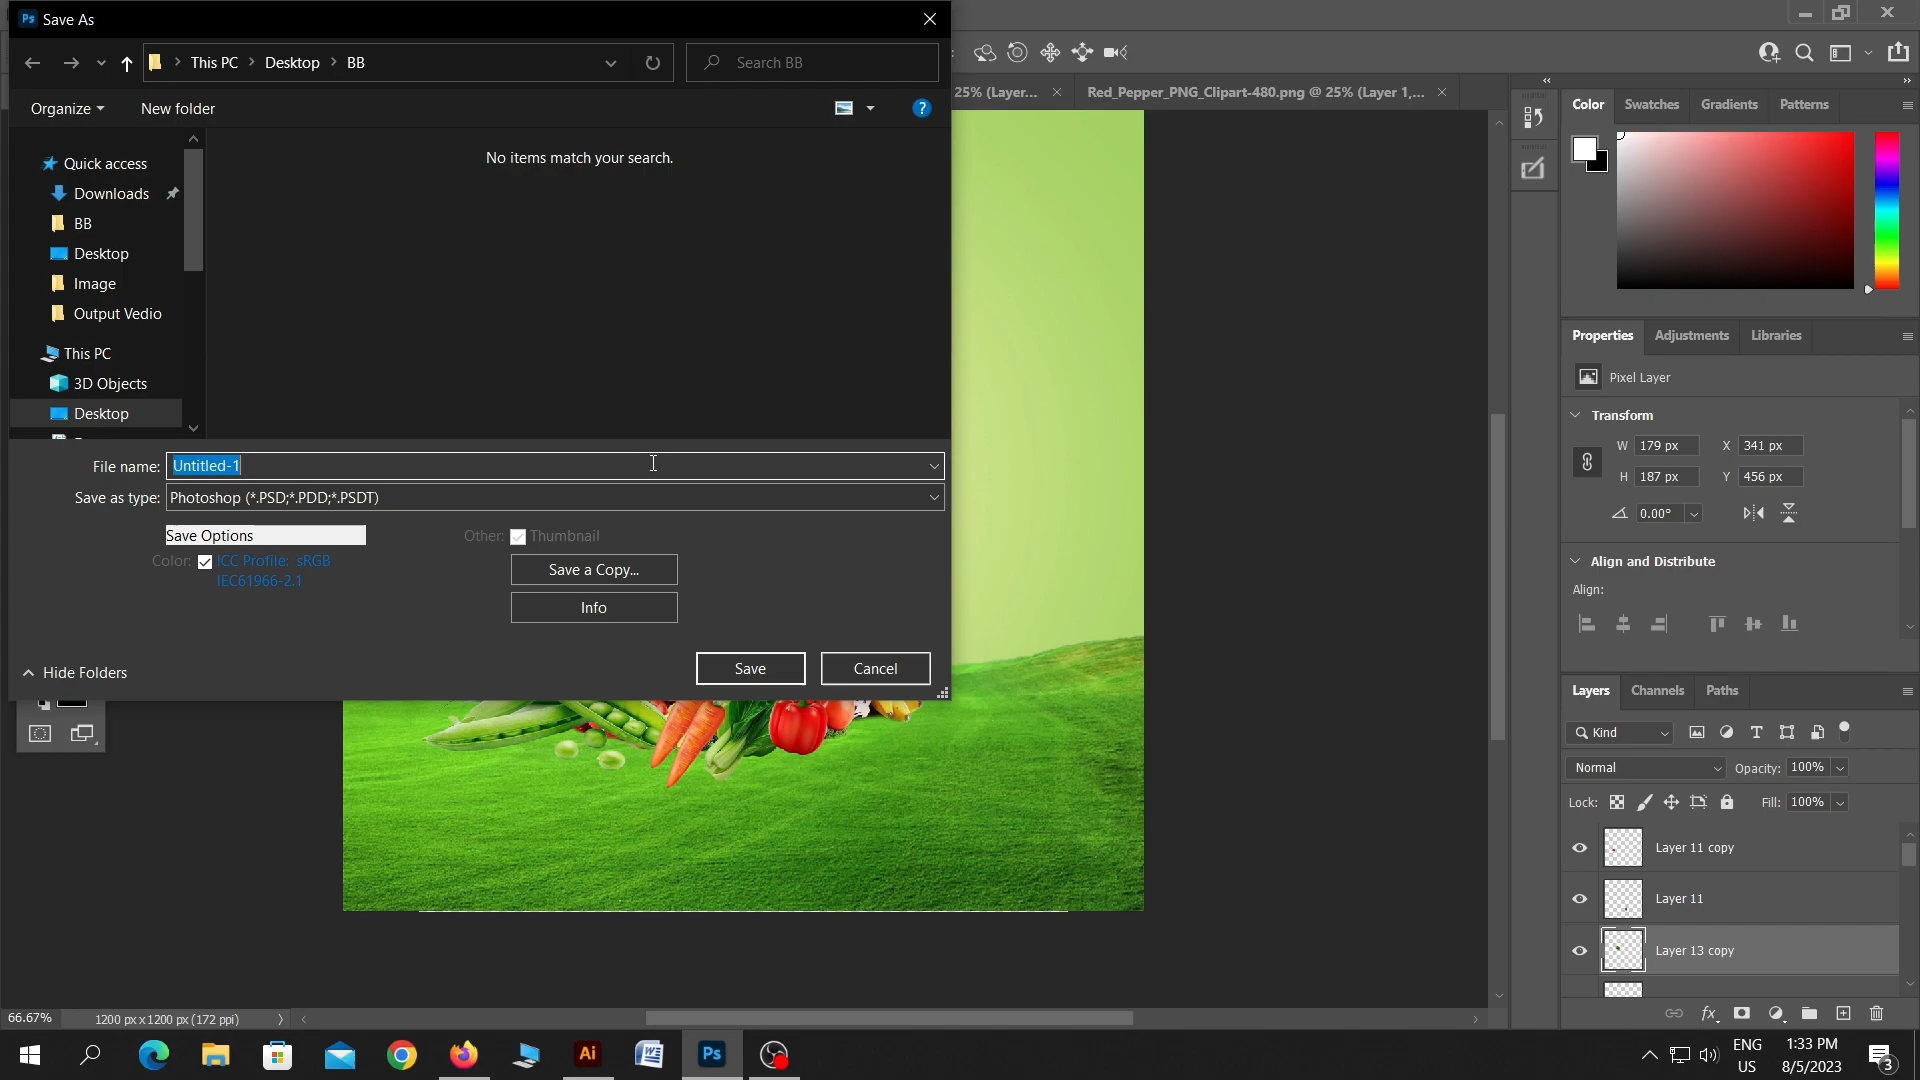 Ps Save As
This PC Desktop BB
Search BB
Organize New folder
Quick access
Downloads
BB
Desktop
Image
Output Vedio
This PC
3D Objects
Desktop
No items match your search.
File name: Untitled-1
Save as type: Photoshop (*.PSD;*.PDD;*.PSDT)
Save Options
Other: Thumbnail
Color: ICC Profile: sRGB
IEC61966-2.1
Save a Copy...
Info
Hide Folders
Save
Cancel
25% (Layer...
Red_Pepper_PNG_Clipart-480.png @ 25% (Layer 1,...
Color Swatches Gradients Patterns
Properties Adjustments Libraries
Pixel Layer
Transform
W 179 px X 341 px
H 187 px Y 456 px
0.00°
Align and Distribute
Align:
Layers Channels Paths
Kind
Normal Opacity: 100%
Lock: Fill: 100%
Layer 11 copy
Layer 11
Layer 13 copy
fx
66.67% 1200 px x 1200 px (172 ppi)
Ai
Ps
ENG
US
1:33 PM
8/5/2023
3